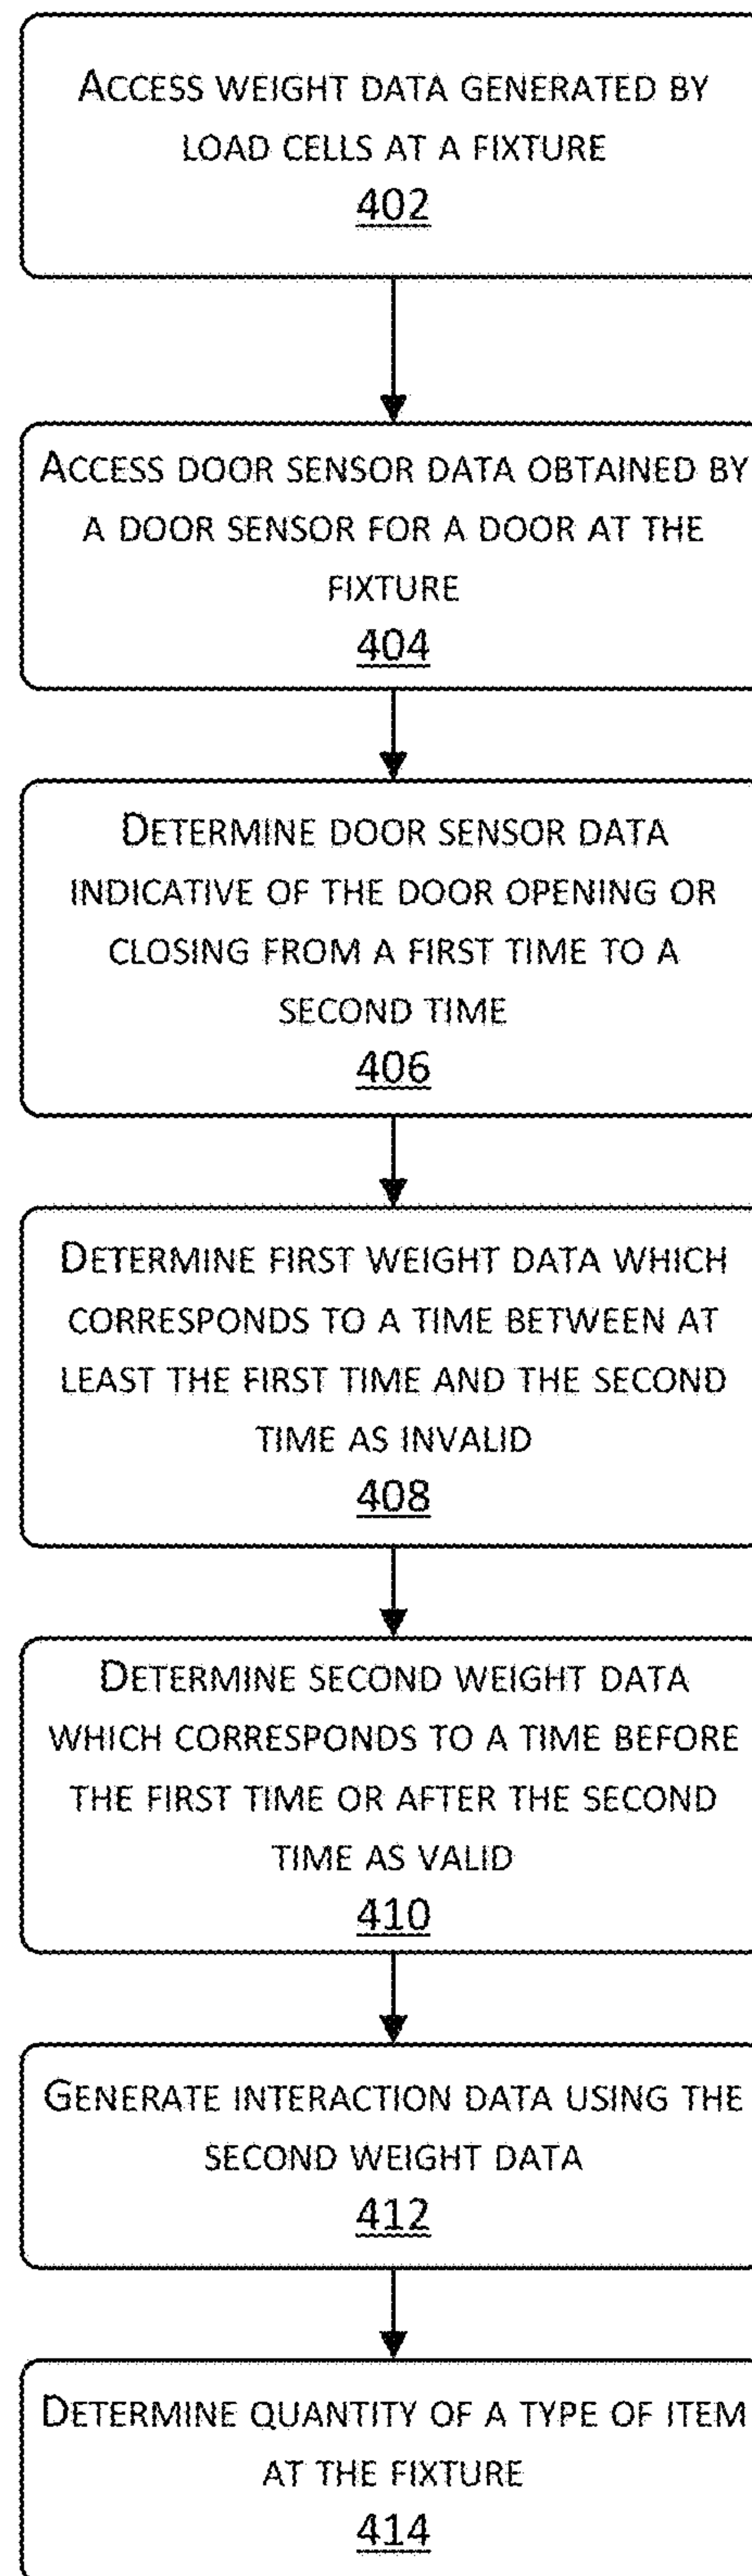 ACCESS WEIGHT DATA GENERATED BY
LOAD CELLS AT A FIXTURE
402
ACCESS DOOR SENSOR DATA OBTAINED BY
A DOOR SENSOR FOR A DOOR AT THE
FIXTURE
404
DETERMINE DOOR SENSOR DATA
INDICATIVE OF THE DOOR OPENING OR
CLOSING FROM A FIRST TIME TO A
SECOND TIME
406
DETERMINE FIRST WEIGHT DATA WHICH
CORRESPONDS TO A TIME BETWEEN AT
LEAST THE FIRST TIME AND THE SECOND
TIME AS INVALID
408
DETERMINE SECOND WEIGHT DATA
WHICH CORRESPONDS TO A TIME BEFORE
THE FIRST TIME OR AFTER THE SECOND
TIME AS VALID
410
GENERATE INTERACTION DATA USING THE
SECOND WEIGHT DATA
412
DETERMINE QUANTITY OF A TYPE OF ITEM
AT THE FIXTURE
414